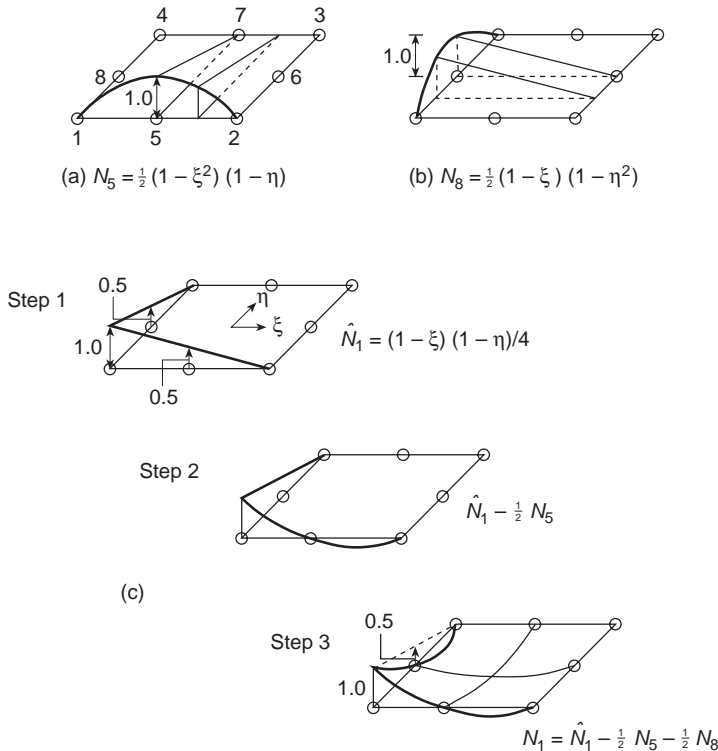 4 7 3
8 1.0 6
1 5 2
(a) N₅ = ½ (1 – ξ²) (1 – η)
1.0
(b) N₈ = ½ (1 – ξ ) (1 – η²)
Step 1
0.5
η
ξ
1.0
0.5
N̂₁ = (1 – ξ) (1 – η)/4
Step 2
N̂₁ – ½ N₅
(c)
Step 3
0.5
1.0
N₁ = N̂₁ – ½ N₅ – ½ N₈